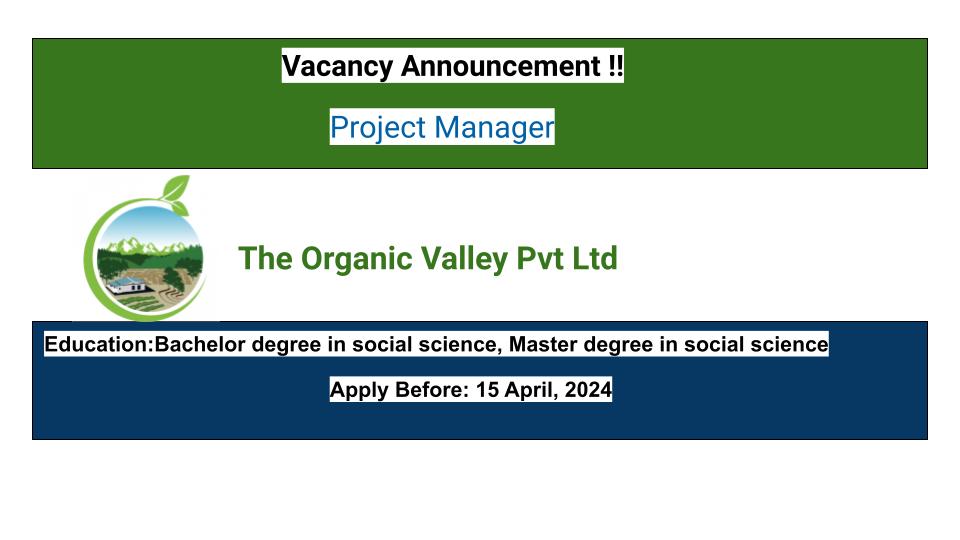 Vacancy Announcement !!
Project Manager
The Organic Valley Pvt Ltd
Education:Bachelor degree in social science, Master degree in social science
Apply Before: 15 April, 2024